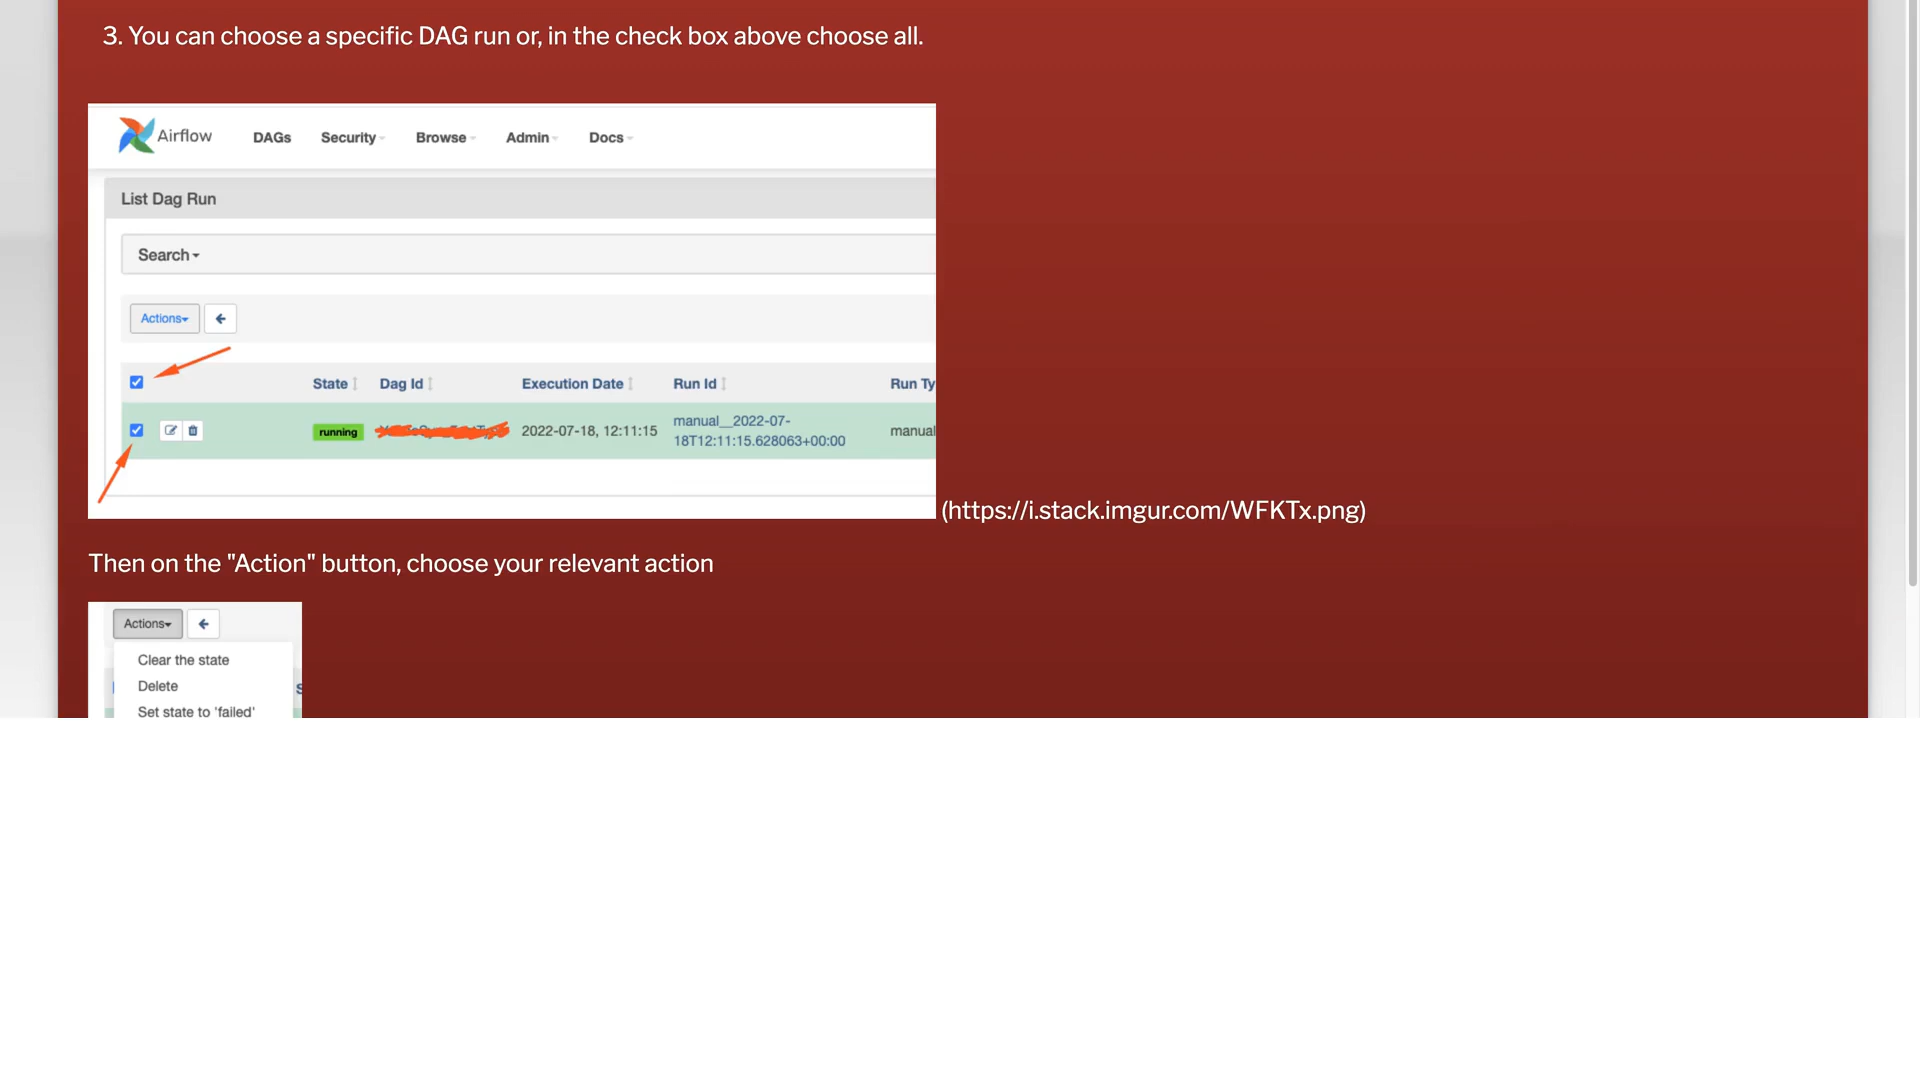 3. You can choose a specific DAG run or, in the check box above choose all.
Airflow DAGs Security Browse Admin Docs
List Dag Run
Search
Actions
State Dag Id Execution Date Run Id Run Ty
running 2022-07-18, 12:11:15 manual__2022-07-
18T12:11:15.628063+00:00 manual
(https://i.stack.imgur.com/WFKTx.png)
Then on the "Action" button, choose your relevant action
Actions
Clear the state
Delete
Set state to 'failed'